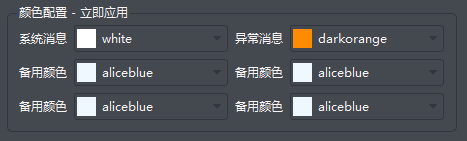 颜色配置 - 立即应用
系统消息 white 异常消息 darkorange
备用颜色 aliceblue 备用颜色 aliceblue
备用颜色 aliceblue 备用颜色 aliceblue